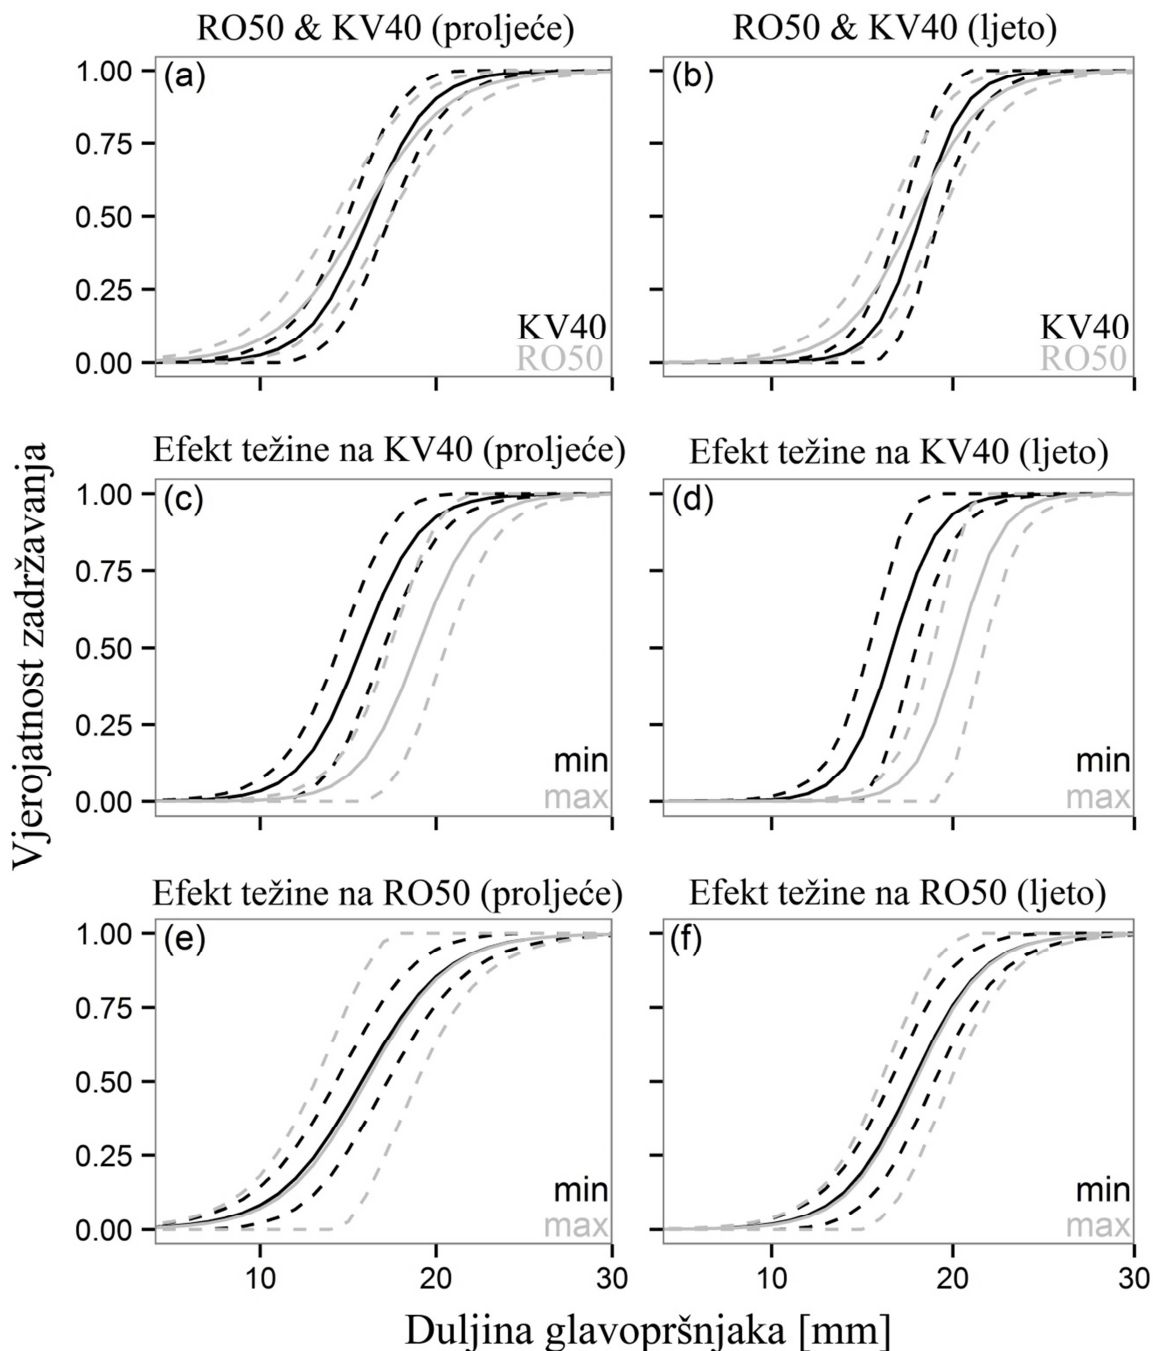 RO50 & KV40 (proljeće)
RO50 & KV40 (ljeto)
1.00
(a)
(b)
0.75
0.50
0.25
0.00
KV40
RO50
KV40
RO50
Efekt težine na KV40 (proljeće)
Efekt težine na KV40 (ljeto)
1.00
(c)
(d)
0.75
0.50
0.25
0.00
min
max
min
max
Vjerojatnost zadržavanja
Efekt težine na RO50 (proljeće)
Efekt težine na RO50 (ljeto)
1.00
(e)
(f)
0.75
0.50
0.25
0.00
min
max
min
max
10 20 30
10 20 30
Duljina glavopršnjaka [mm]